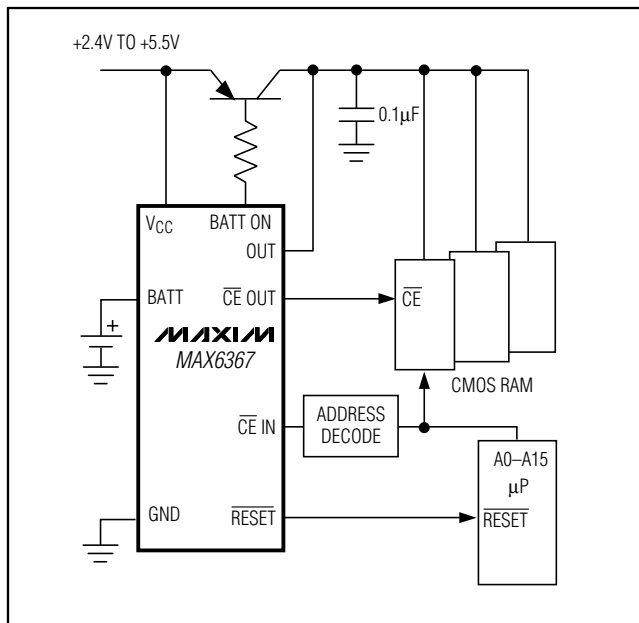 +2.4V TO +5.5V
0.1μF
VCC
BATT ON
OUT
BATT
CE OUT
CE
MAXIM
MAX6367
CMOS RAM
CE IN
ADDRESS
DECODE
A0–A15
μP
GND
RESET
RESET
+